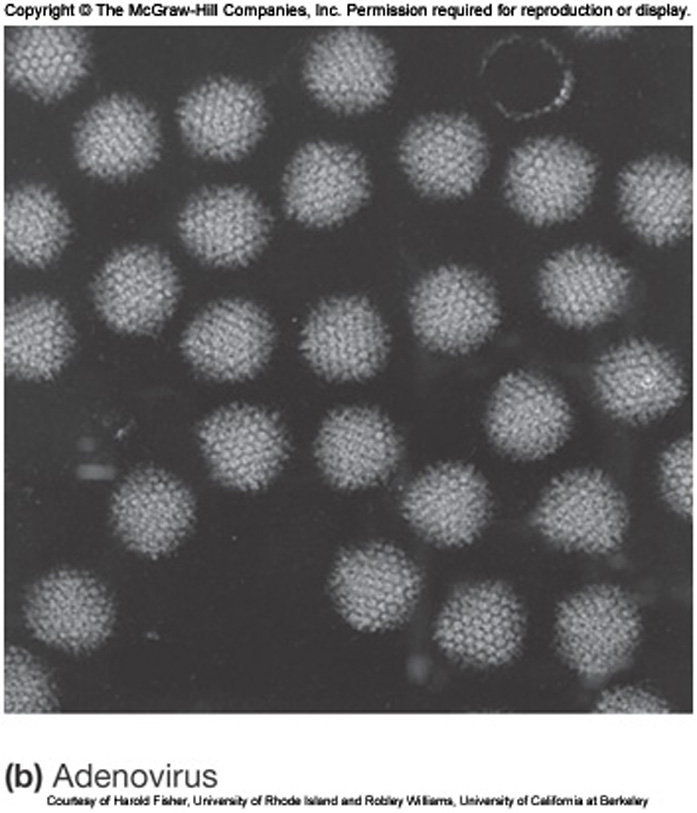 Copyright © The McGraw-Hill Companies, Inc. Permission required for reproduction or display.
(b) Adenovirus
Courtesy of Harold Fisher, University of Rhode Island and Robley Williams, University of California at Berkeley